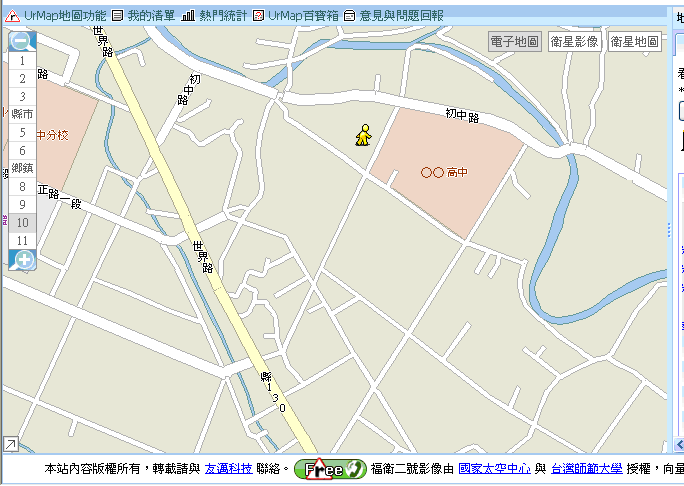 UrMap地圖功能 我的清單 熱門統計 UrMap百寶箱 意見與問題回報
電子地圖 衛星影像 衛星地圖
1
2
3
縣市
5
6
鄉鎮
8
9
10
11
世界路
初中路
路
中分校
正路一段
初中路
○○高中
世界路
縣130
本站內容版權所有，轉載請與 友邁科技 聯絡。 Free 福衛二號影像由 國家太空中心 與 台灣師範大學 授權，向量